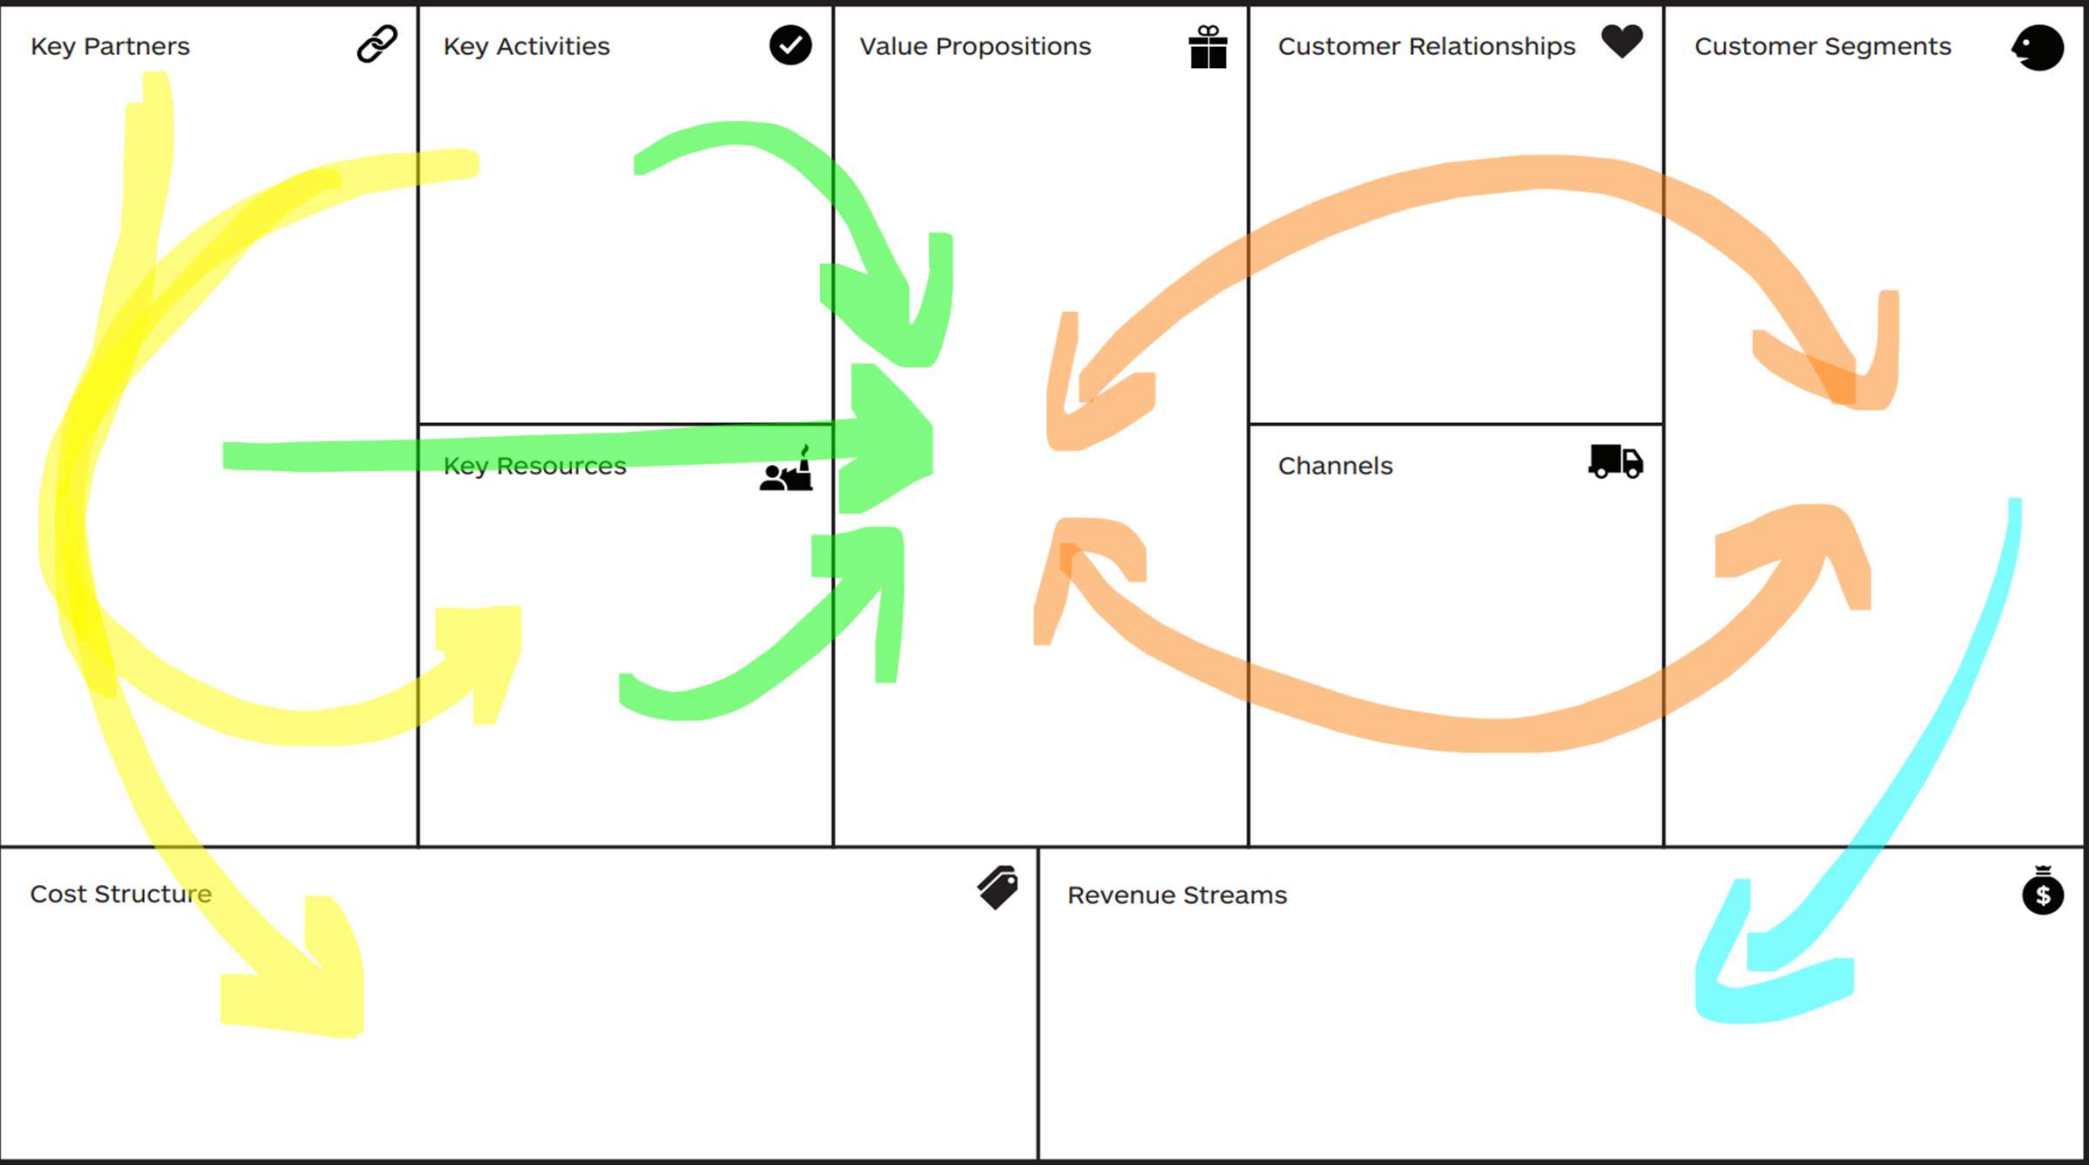 Key Partners
Key Activities
Value Propositions
Customer Relationships
Customer Segments
Key Resources
Channels
Cost Structure
Revenue Streams
$